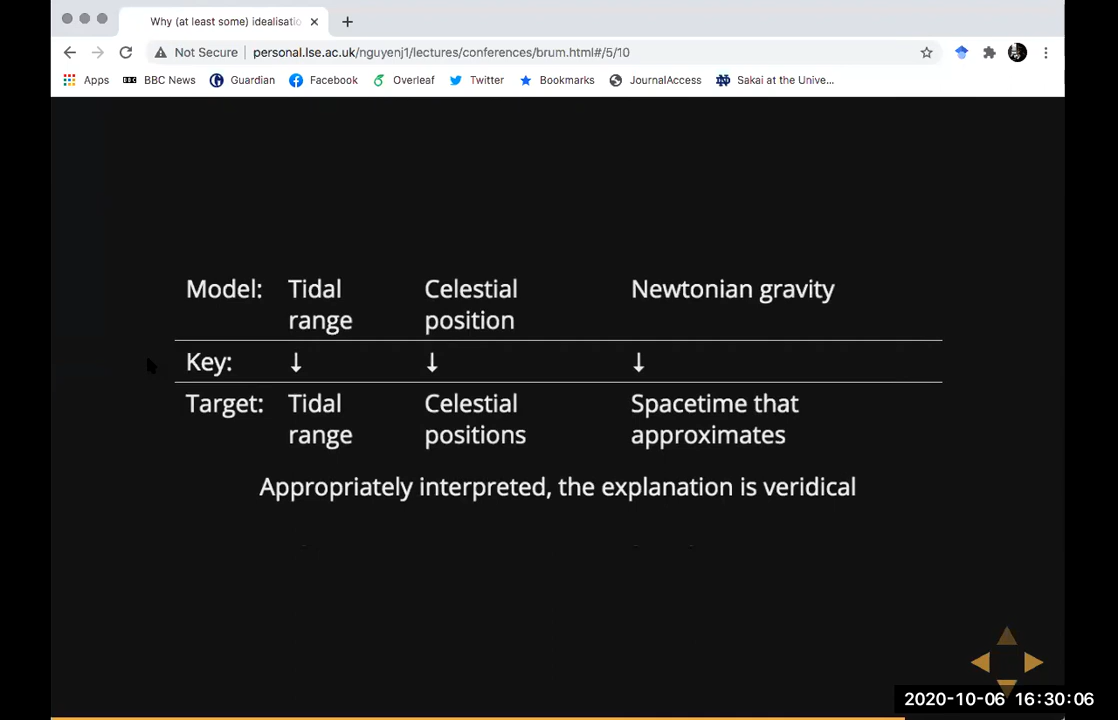 Why (at least some) idealisatio
Not Secure personal.lse.ac.uk/nguyenj1/lectures/conferences/brum.html#/5/10
Apps BBC News Guardian Facebook Overleaf Twitter Bookmarks JournalAccess Sakai at the Unive...
Model: Tidal Celestial Newtonian gravity
range position
Key: ↓ ↓ ↓
Target: Tidal Celestial Spacetime that
range positions approximates
Appropriately interpreted, the explanation is veridical
2020-10-06 16:30:06